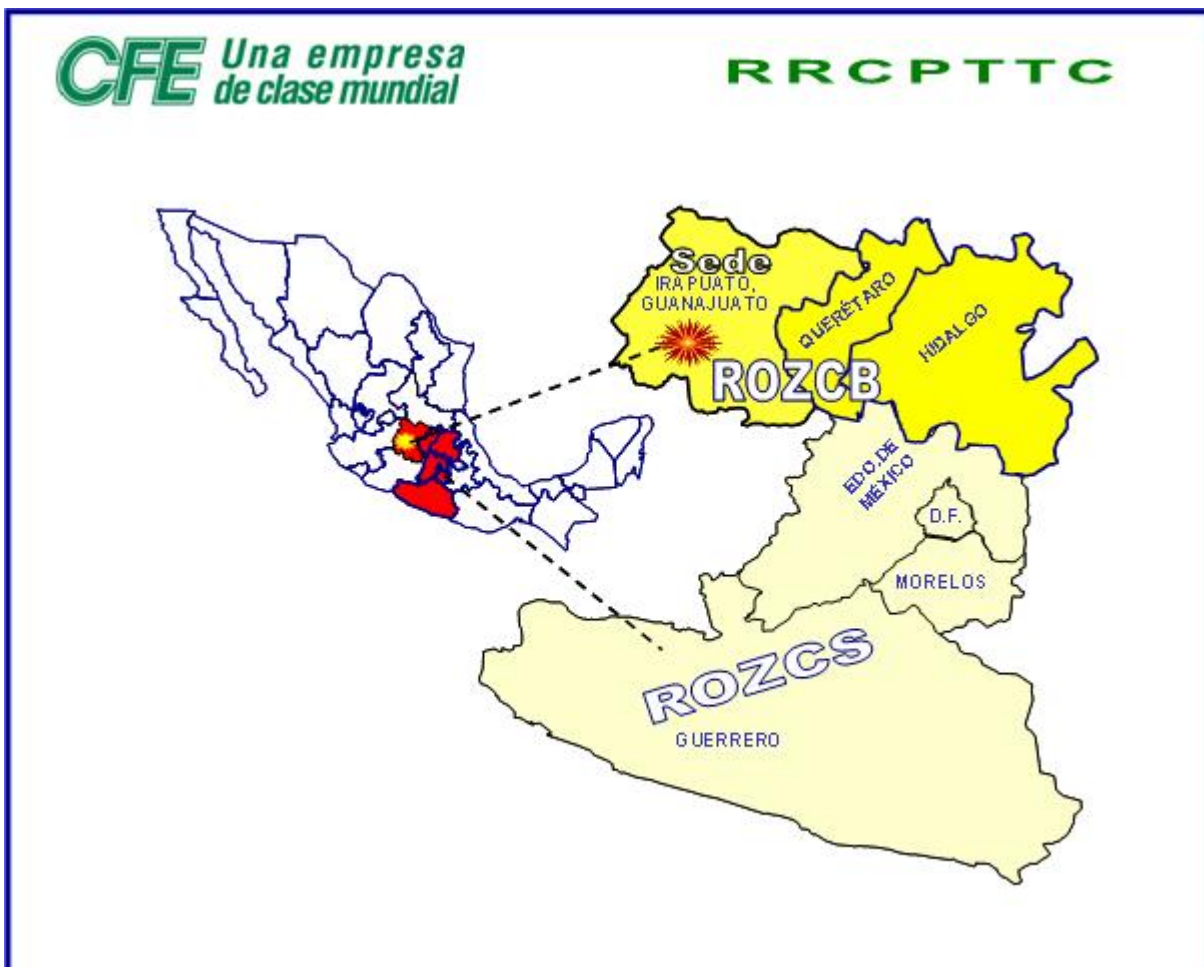 CFE Una empresa
de clase mundial
RRCPTTC
Sede
IRAPUATO,
GUANAJUATO
QUERÉTARO
HIDALGO
ROZCB
EDO. DE
MÉXICO
D.F.
MORELOS
ROZCS
GUERRERO